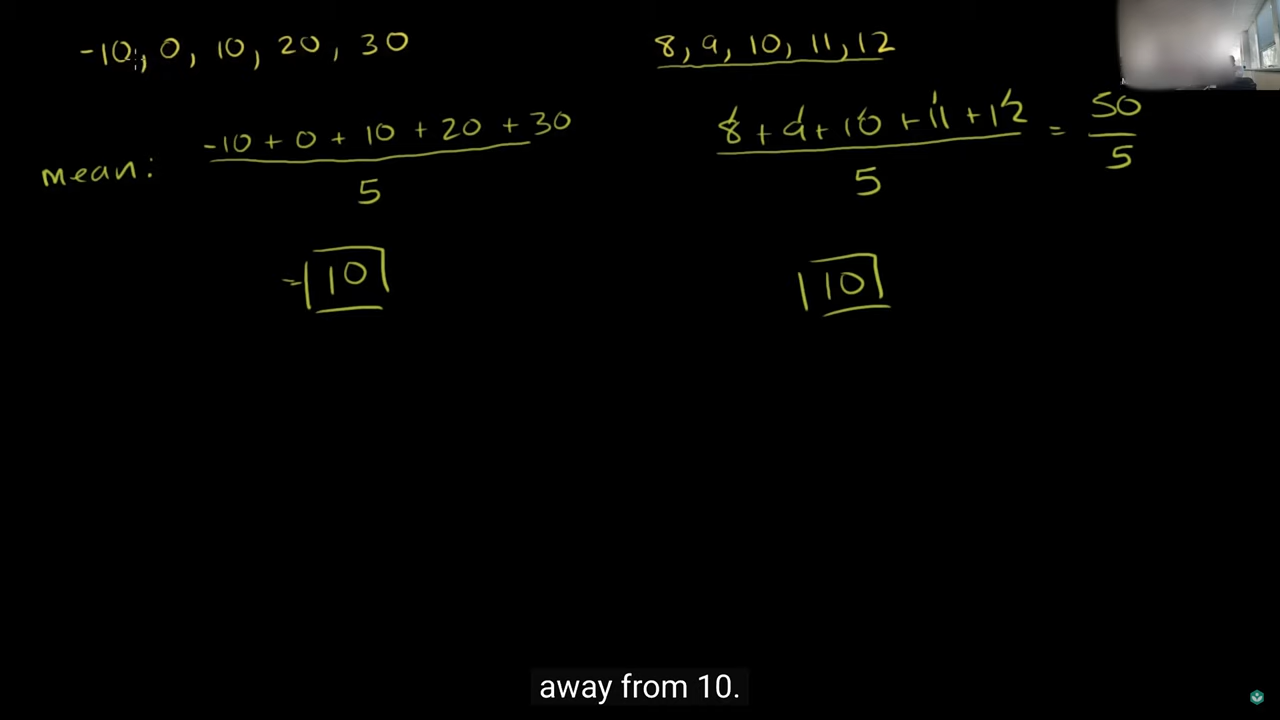 -10, 0, 10, 20, 30
8, 9, 10, 11, 12
mean: -10 + 0 + 10 + 20 + 30
5
8 + 9 + 10 + 11 + 12 = 50
5 5
= 10
10
away from 10.